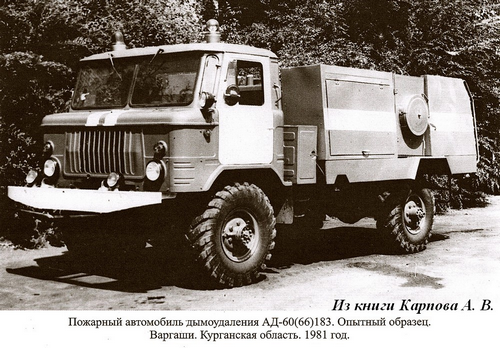 Из книги Карпова А. В.
Пожарный автомобиль дымоудаления АД-60(66)183. Опытный образец.
Варгаши. Курганская область. 1981 год.